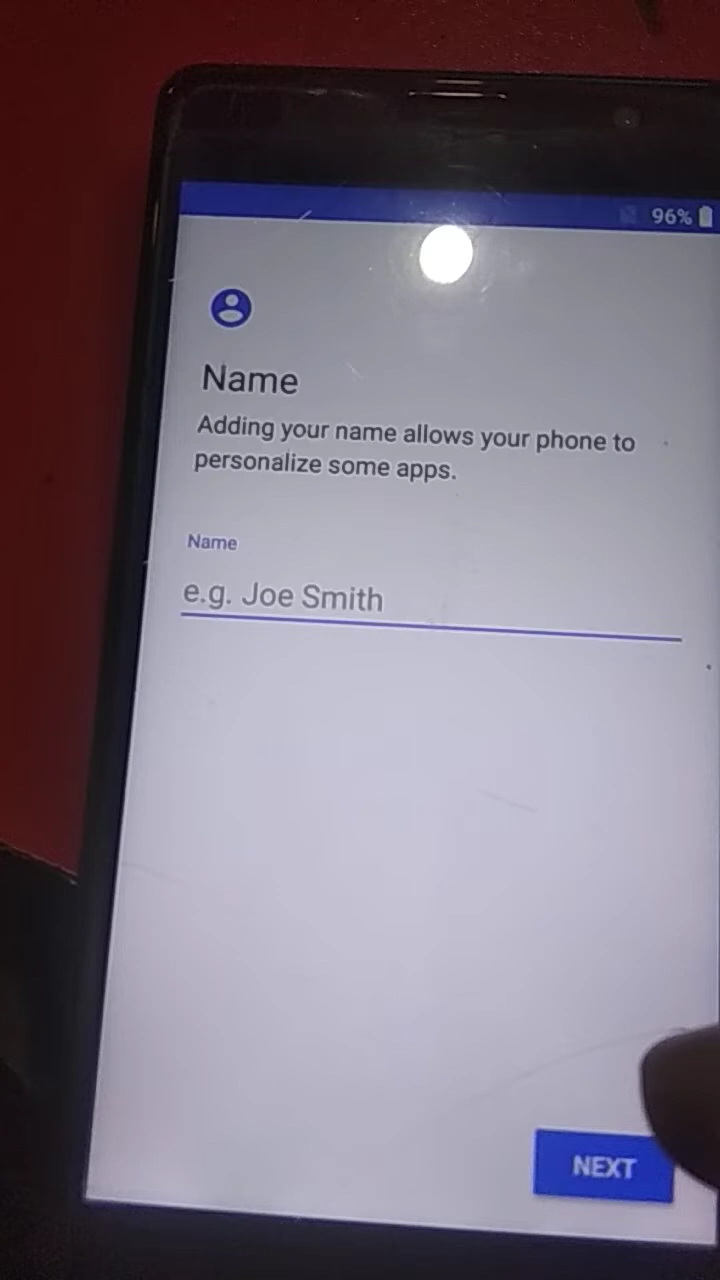 96%
Name
Adding your name allows your phone to
personalize some apps.
Name
e.g. Joe Smith
NEXT